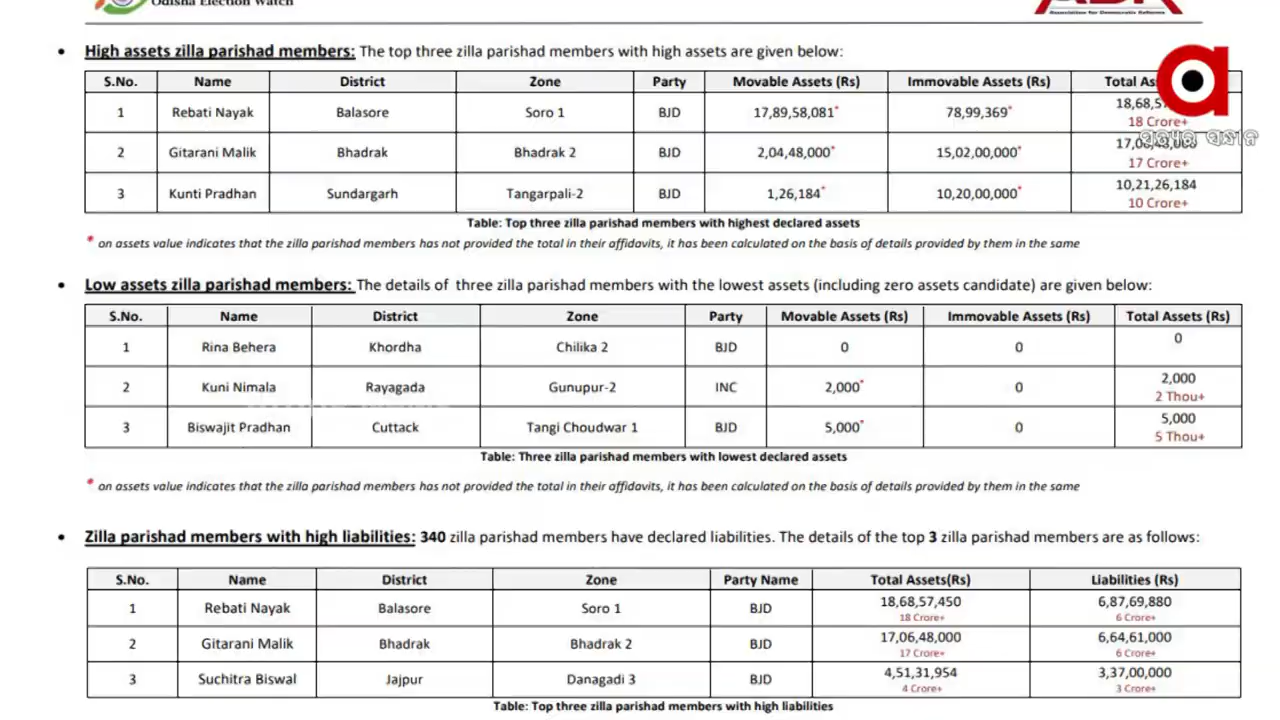 Odisha Election Watch
Association for Democratic Reforms
• High assets zilla parishad members: The top three zilla parishad members with high assets are given below:
S.No. Name District Zone Party Movable Assets (Rs) Immovable Assets (Rs) Total
1 Rebati Nayak Balasore Soro 1 BJD 17,89,58,081* 78,99,369* 18,68,57
18 Crore+
2 Gitarani Malik Bhadrak Bhadrak 2 BJD 2,04,48,000* 15,02,00,000* 17,06,48,000
17 Crore+
3 Kunti Pradhan Sundargarh Tangarpali-2 BJD 1,26,184* 10,20,00,000* 10,21,26,184
10 Crore+
Table: Top three zilla parishad members with highest declared assets
* on assets value indicates that the zilla parishad members has not provided the total in their affidavits, it has been calculated on the basis of details provided by them in the same
• Low assets zilla parishad members: The details of three zilla parishad members with the lowest assets (including zero assets candidate) are given below:
S.No. Name District Zone Party Movable Assets (Rs) Immovable Assets (Rs) Total Assets (Rs)
1 Rina Behera Khordha Chilika 2 BJD 0 0 0
2 Kuni Nimala Rayagada Gunupur-2 INC 2,000* 0 2,000
2 Thou+
3 Biswajit Pradhan Cuttack Tangi Choudwar 1 BJD 5,000* 0 5,000
5 Thou+
Table: Three zilla parishad members with lowest declared assets
* on assets value indicates that the zilla parishad members has not provided the total in their affidavits, it has been calculated on the basis of details provided by them in the same
• Zilla parishad members with high liabilities: 340 zilla parishad members have declared liabilities. The details of the top 3 zilla parishad members are as follows:
S.No. Name District Zone Party Name Total Assets(Rs) Liabilities (Rs)
1 Rebati Nayak Balasore Soro 1 BJD 18,68,57,450 6,87,69,880
18 Crore+ 6 Crore+
2 Gitarani Malik Bhadrak Bhadrak 2 BJD 17,06,48,000 6,64,61,000
17 Crore+ 6 Crore+
3 Suchitra Biswal Jajpur Danagadi 3 BJD 4,51,31,954 3,37,00,000
4 Crore+ 3 Crore+
Table: Top three zilla parishad members with high liabilities